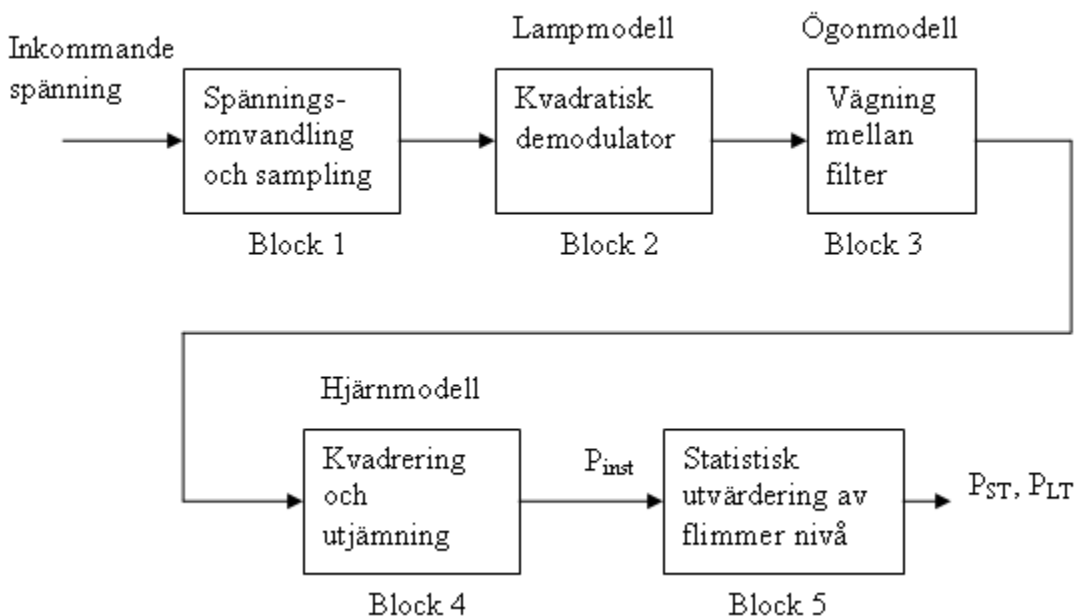 Inkommande
spänning
Spännings-
omvandling
och sampling
Block 1
Lampmodell
Kvadratisk
demodulator
Block 2
Ögonmodell
Vägning
mellan
filter
Block 3
Hjärnmodell
Kvadrering
och
utjämning
Block 4
Pinst
Statistisk
utvärdering av
flimmer nivå
Block 5
PST, PLT